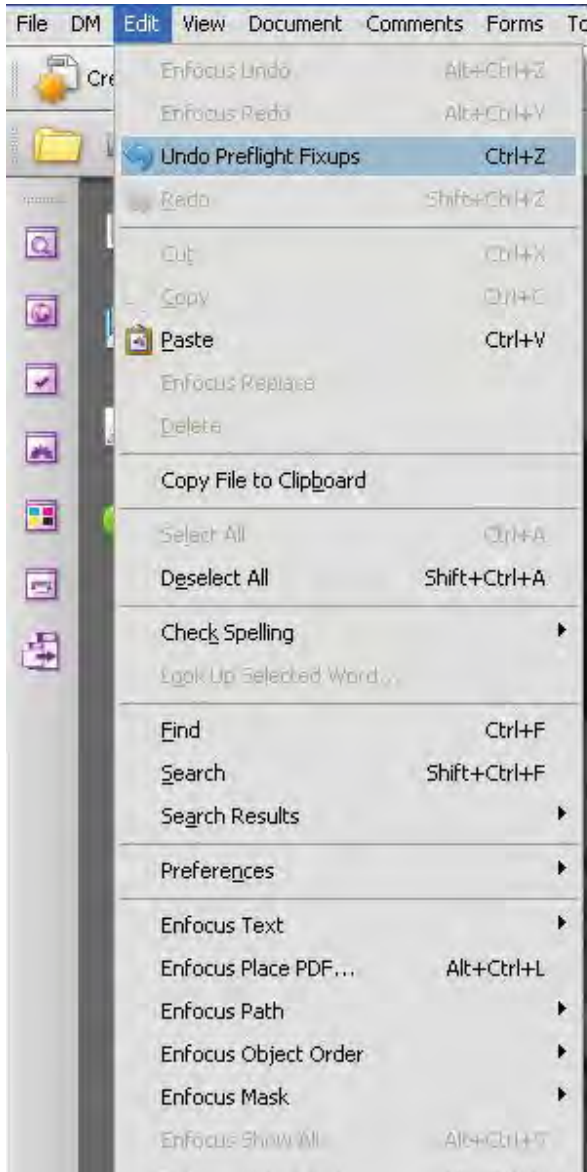 File DM Edit View Document Comments Forms To
Cre
Enfocus Undo Alt+Ctrl+Z
Enfocus Redo Alt+Ctrl+Y
Undo Preflight Fixups Ctrl+Z
Redo Shift+Ctrl+Z
Cut Ctrl+X
Copy Ctrl+C
Paste Ctrl+V
Enfocus Replace
Delete
Copy File to Clipboard
Select All Ctrl+A
Deselect All Shift+Ctrl+A
Check Spelling
Look Up Selected Word...
Find Ctrl+F
Search Shift+Ctrl+F
Search Results
Preferences
Enfocus Text
Enfocus Place PDF... Alt+Ctrl+L
Enfocus Path
Enfocus Object Order
Enfocus Mask
Enfocus Show All